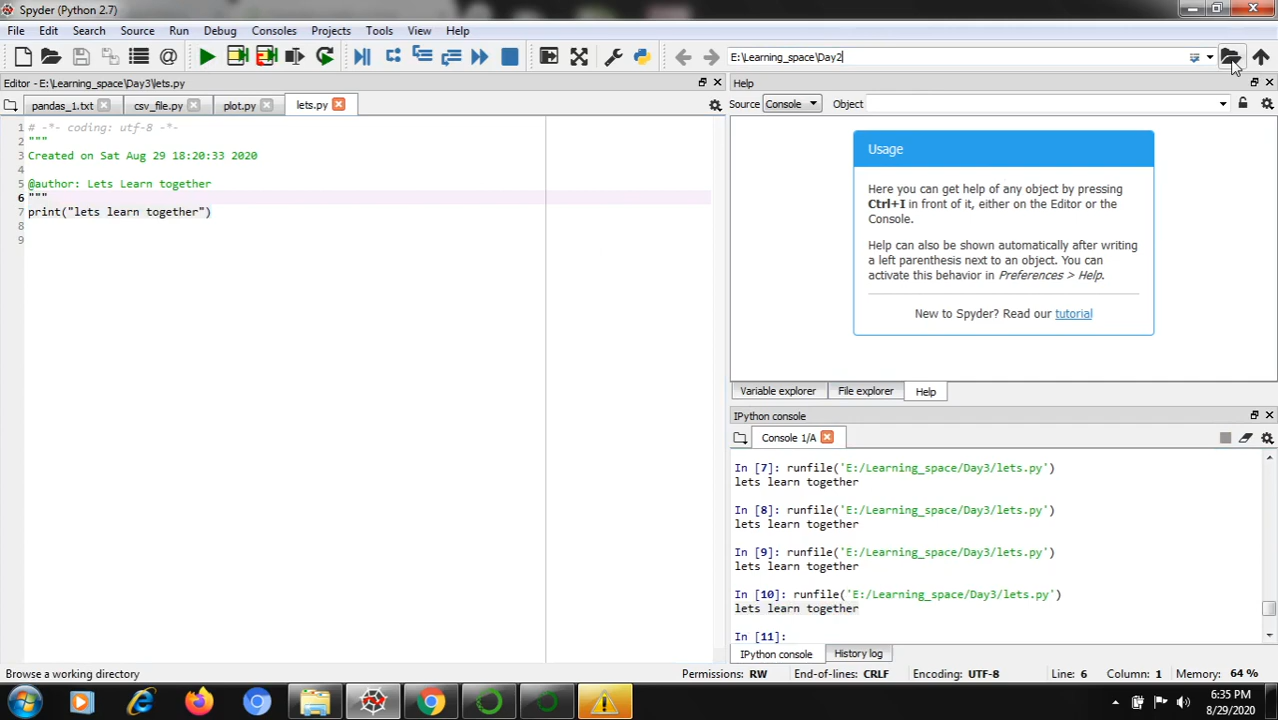 Spyder (Python 2.7)
File Edit Search Source Run Debug Consoles Projects Tools View Help
E:\Learning_space\Day2
Editor - E:\Learning_space\Day3\lets.py
Help
pandas_1.txt csv_file.py plot.py lets.py
Source Console Object
1 # -*- coding: utf-8 -*-
2 """
3 Created on Sat Aug 29 18:20:33 2020
4
5 @author: Lets Learn together
6 """
7 print("lets learn together")
8
9
Usage
Here you can get help of any object by pressing
Ctrl+I in front of it, either on the Editor or the
Console.
Help can also be shown automatically after writing
a left parenthesis next to an object. You can
activate this behavior in Preferences > Help.
New to Spyder? Read our tutorial
Variable explorer File explorer Help
IPython console
Console 1/A
In [7]: runfile('E:/Learning_space/Day3/lets.py')
lets learn together
In [8]: runfile('E:/Learning_space/Day3/lets.py')
lets learn together
In [9]: runfile('E:/Learning_space/Day3/lets.py')
lets learn together
In [10]: runfile('E:/Learning_space/Day3/lets.py')
lets learn together
In [11]:
IPython console History log
Browse a working directory
Permissions: RW End-of-lines: CRLF Encoding: UTF-8 Line: 6 Column: 1 Memory: 64 %
6:35 PM
8/29/2020